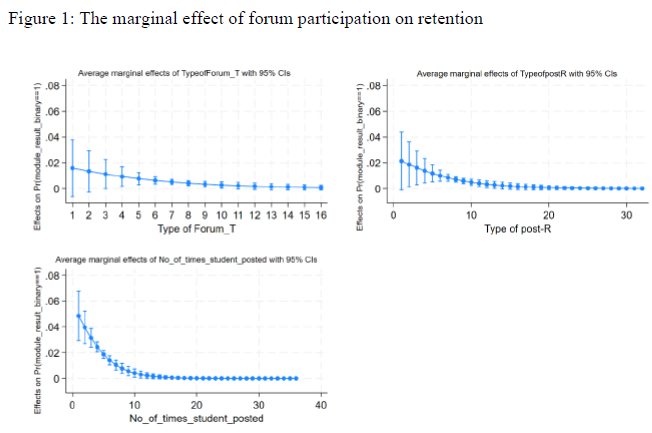 Figure 1: The marginal effect of forum participation on retention
Average marginal effects of TypeofForum_T with 95% CIs
Effects on Pr(module_result_binary==1)
.08
.06
.04
.02
0
1 2 3 4 5 6 7 8 9 10 11 12 13 14 15 16
Type of Forum_T
Average marginal effects of TypeofpostR with 95% CIs
Effects on Pr(module_result_binary==1)
.08
.06
.04
.02
0
0 10 20 30
Type of post-R
Average marginal effects of No_of_times_student_posted with 95% CIs
Effects on Pr(module_result_binary==1)
.08
.06
.04
.02
0
0 10 20 30 40
No_of_times_student_posted